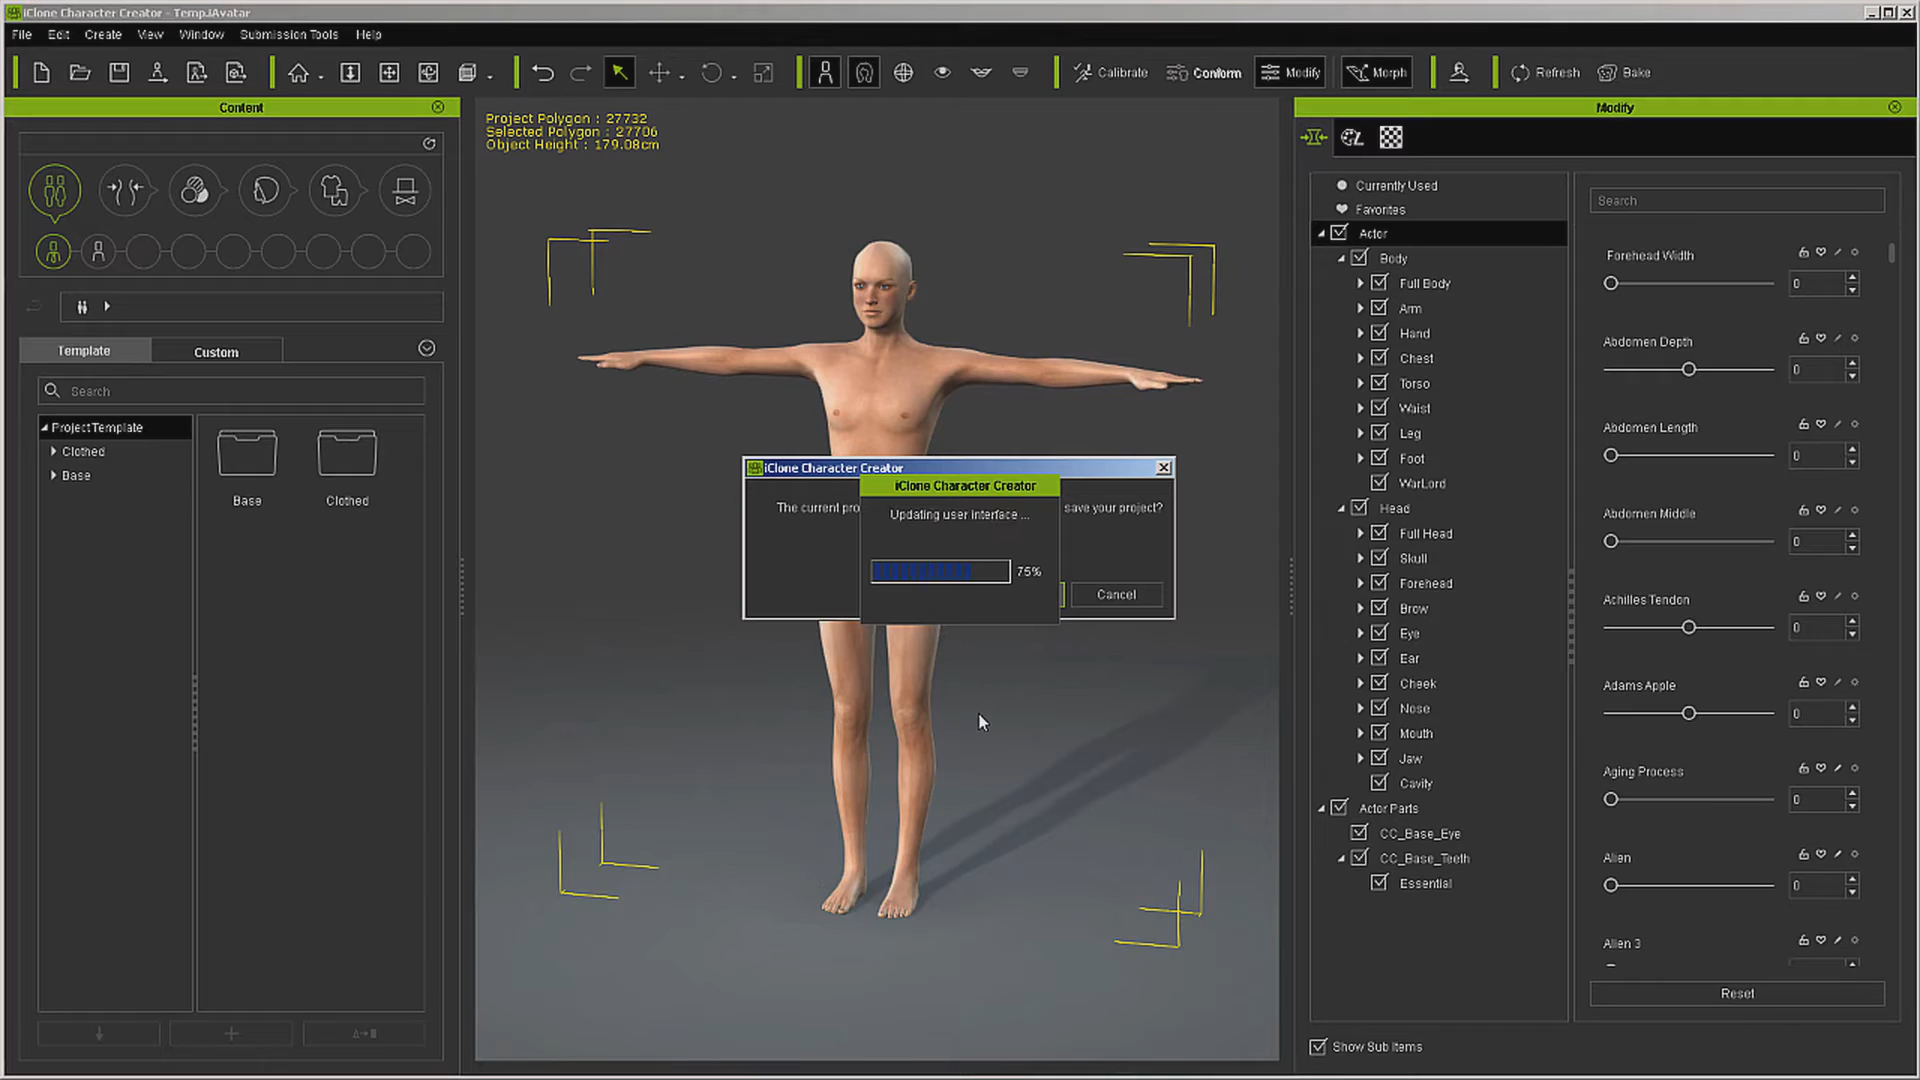 iClone Character Creator - TempJAvatar
File Edit Create View Window Submission Tools Help
Calibrate Conform Modify Morph Refresh Bake
Content
Modify
Project Polygon : 27732
Selected Polygon : 27706
Object Height : 179.08cm
Template Custom
Search
ProjectTemplate
Clothed
Base
Base Clothed
iClone Character Creator
The current pro
save your project?
iClone Character Creator
Updating user interface ...
75%
Cancel
Currently Used
Favorites
Actor
Body
Full Body
Arm
Hand
Chest
Torso
Waist
Leg
Foot
WarLord
Head
Full Head
Skull
Forehead
Brow
Eye
Ear
Cheek
Nose
Mouth
Jaw
Cavity
Actor Parts
CC_Base_Eye
CC_Base_Teeth
Essential
Show Sub Items
Search
Forehead Width
0
Abdomen Depth
0
Abdomen Length
0
Abdomen Middle
0
Achilles Tendon
0
Adams Apple
0
Aging Process
0
Alien
0
Alien 3
Reset